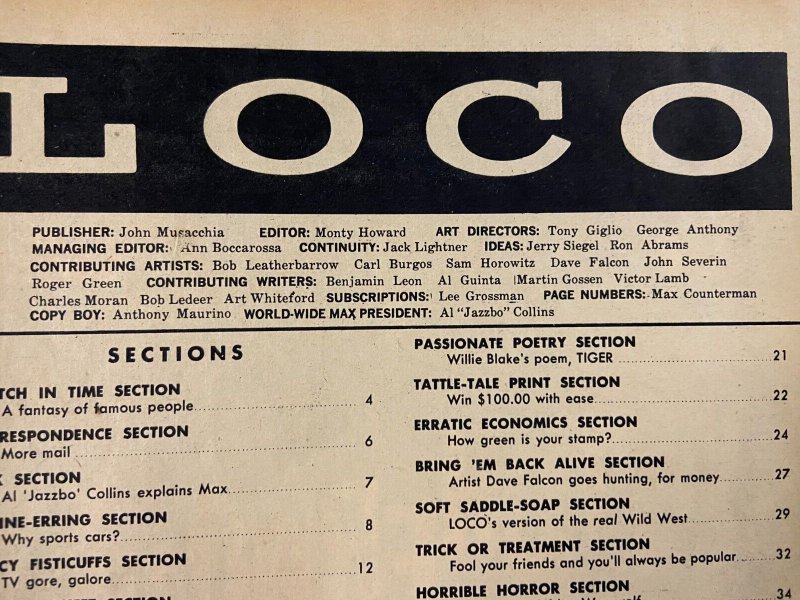 LOCO
PUBLISHER: John Musacchia EDITOR: Monty Howard ART DIRECTORS: Tony Giglio George Anthony
MANAGING EDITOR: Ann Boccarossa CONTINUITY: Jack Lightner IDEAS: Jerry Siegel Ron Abrams
CONTRIBUTING ARTISTS: Bob Leatherbarrow Carl Burgos Sam Horowitz Dave Falcon John Severin
Roger Green CONTRIBUTING WRITERS: Benjamin Leon Al Guinta Martin Gossen Victor Lamb
Charles Moran Bob Ledeer Art Whiteford SUBSCRIPTIONS: Lee Grossman PAGE NUMBERS: Max Counterman
COPY BOY: Anthony Maurino WORLD-WIDE MAX PRESIDENT: Al "Jazzbo" Collins
SECTIONS
TCH IN TIME SECTION
A fantasy of famous people 4
RESPONDENCE SECTION
More mail 6
SECTION
Al 'Jazzbo' Collins explains Max 7
INE-ERRING SECTION
Why sports cars? 8
CY FISTICUFFS SECTION
TV gore, galore 12
PASSIONATE POETRY SECTION
Willie Blake's poem, TIGER 21
TATTLE-TALE PRINT SECTION
Win $100.00 with ease 22
ERRATIC ECONOMICS SECTION
How green is your stamp? 24
BRING 'EM BACK ALIVE SECTION
Artist Dave Falcon goes hunting, for money 27
SOFT SADDLE-SOAP SECTION
LOCO's version of the real Wild West 29
TRICK OR TREATMENT SECTION
Fool your friends and you'll always be popular 32
HORRIBLE HORROR SECTION
34